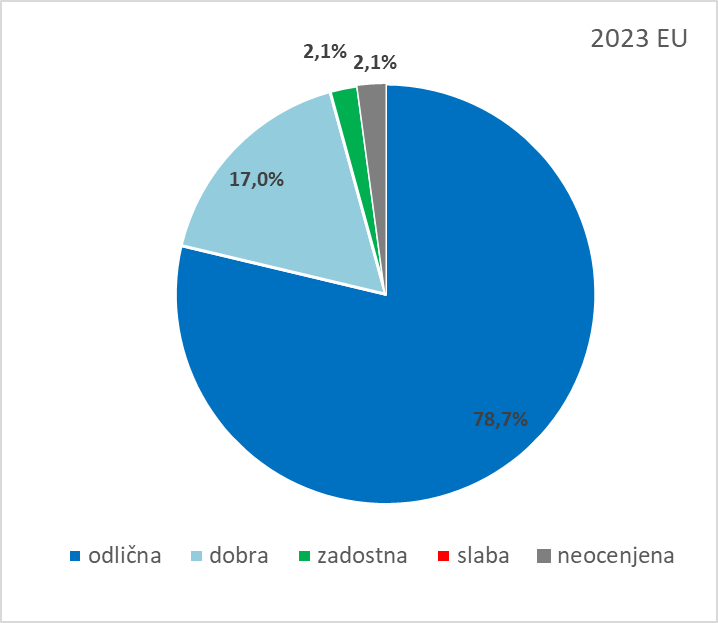 2023 EU
2,1%
2,1%
17,0%
78,7%
odlična dobra zadostna slaba neocenjena